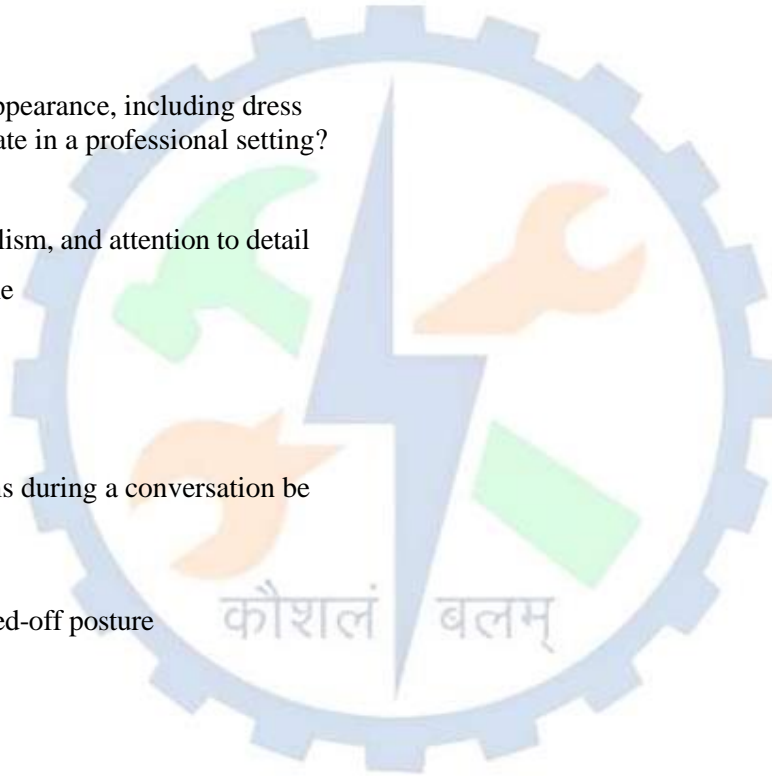 ppearance, including dress
ate in a professional setting?
lism, and attention to detail
e
s during a conversation be
ed-off posture
कौशलं बलम्